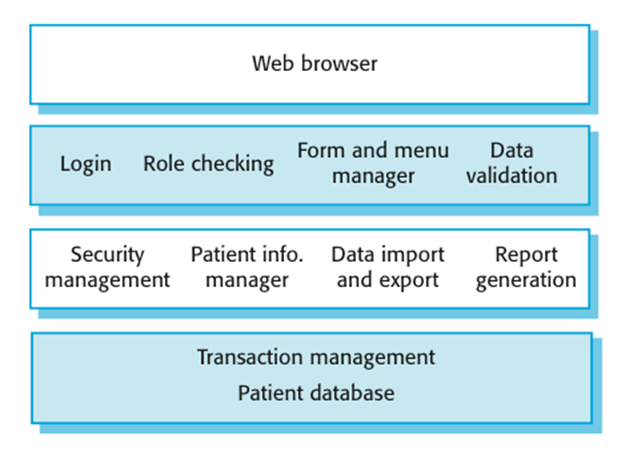 Web browser
Login Role checking Form and menu manager Data validation
Security management Patient info. manager Data import and export Report generation
Transaction management
Patient database